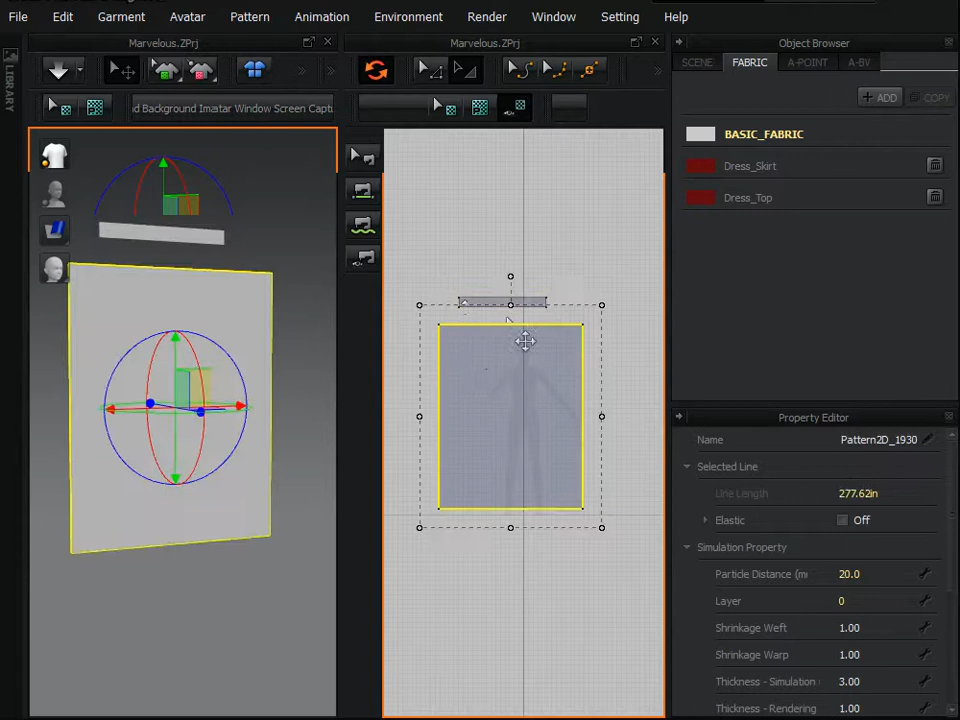 File Edit Garment Avatar Pattern Animation Environment Render Window Setting Help
Marvelous.ZPrj
Marvelous.ZPrj
Object Browser
LIBRARY
SCENE FABRIC A-POINT A-BV
d Background Imatar Window Screen Captu
+ ADD COPY
BASIC_FABRIC
Dress_Skirt
Dress_Top
Property Editor
Name Pattern2D_1930
Selected Line
Line Length 277.62in
Elastic Off
Simulation Property
Particle Distance (m 20.0
Layer 0
Shrinkage Weft 1.00
Shrinkage Warp 1.00
Thickness - Simulation 3.00
Thickness - Rendering 1.00